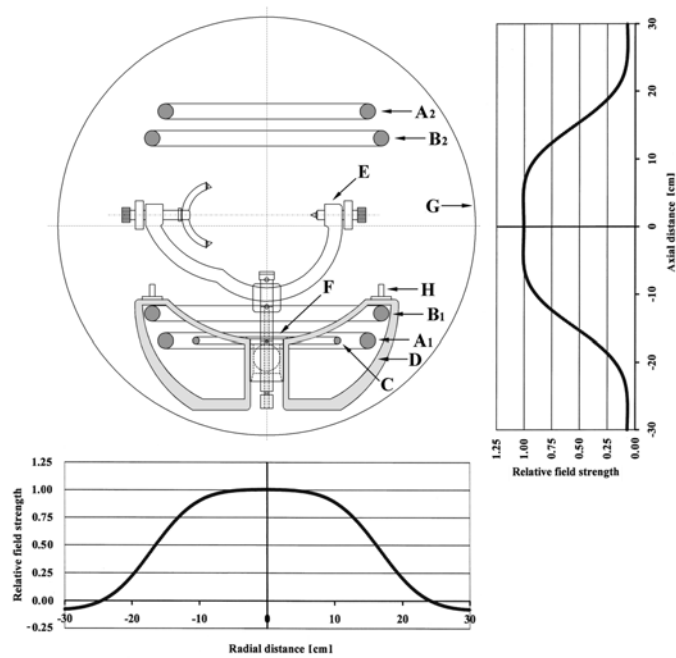 A2
B2
E
G
F
H
B1
A1
D
C
30
20
10
0
-10
-20
-30
Axial distance [cm]
1.25
1.00
0.75
0.50
0.25
0.00
Relative field strength
1.25
1.00
0.75
0.50
0.25
0.00
-0.25
Relative field strength
-30
-20
-10
0
10
20
30
Radial distance [cm]